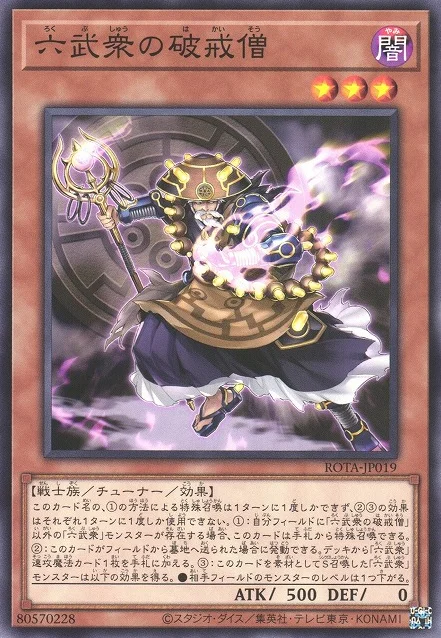 六武衆の破戒僧
闇
ROTA-JP019
【戦士族／チューナー／効果】
このカード名の、①の方法による特殊召喚は1ターンに1度しかできず、②③の効果
はそれぞれ1ターンに1度しか使用できない。①：自分フィールドに「六武衆の破戒僧」
以外の「六武衆」モンスターが存在する場合、このカードは手札から特殊召喚できる。
②：このカードがフィールドから墓地へ送られた場合に発動できる。デッキから「六武衆」
速攻魔法カード1枚を手札に加える。③：このカードを素材としてS召喚した「六武衆」
モンスターは以下の効果を得る。●相手フィールドのモンスターのレベルは1つ下がる。
ATK/ 500 DEF/ 0
80570228 ©スタジオ・ダイス／集英社・テレビ東京・KONAMI